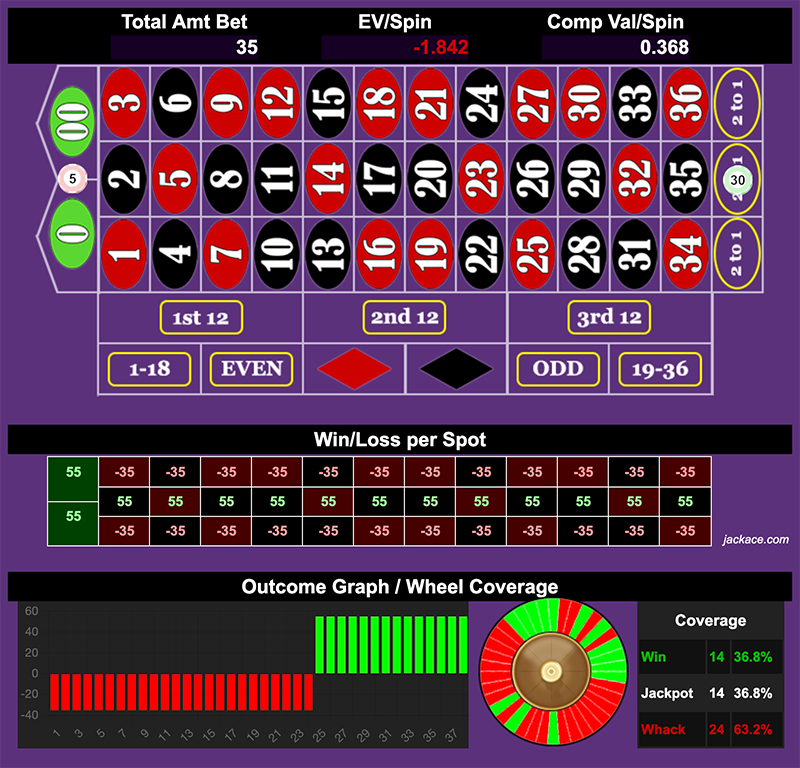 Total Amt Bet EV/Spin Comp Val/Spin
35 -1.842 0.368
3 6 9 12 15 18 21 24 27 30 33 36 2 to 1
00
5 2 5 8 11 14 17 20 23 26 29 32 35 2 1 30
0
1 4 7 10 13 16 19 22 25 28 31 34 2 to 1
1st 12 2nd 12 3rd 12
1-18 EVEN ODD 19-36
Win/Loss per Spot
55 -35 -35 -35 -35 -35 -35 -35 -35 -35 -35 -35 -35
55 55 55 55 55 55 55 55 55 55 55 55
55 -35 -35 -35 -35 -35 -35 -35 -35 -35 -35 -35 -35
jackace.com
Outcome Graph / Wheel Coverage
60
40
20
0
-20
-40
1 3 5 7 9 11 13 15 17 19 21 23 25 27 29 31 33 35 37
Coverage
Win 14 36.8%
Jackpot 14 36.8%
Whack 24 63.2%